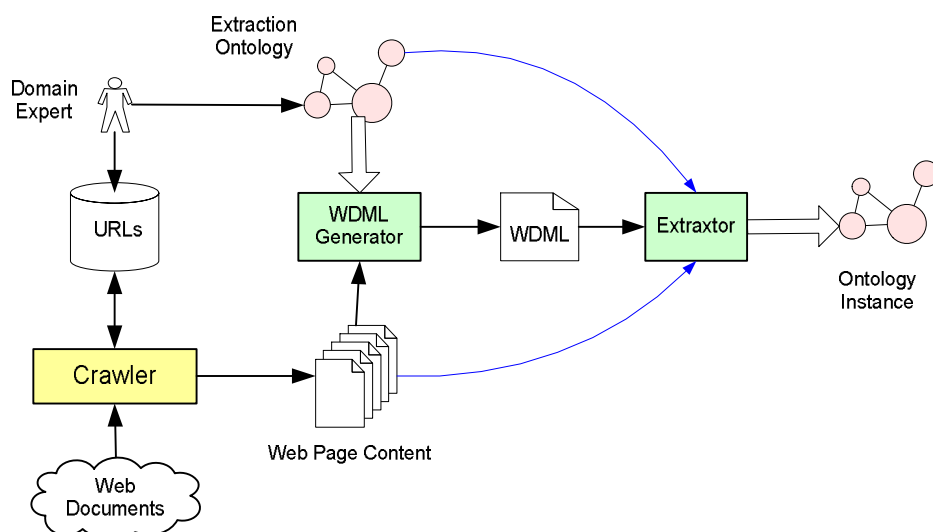 Extraction
Ontology
Domain
Expert
URLs
WDML
Generator
WDML
Extraxtor
Ontology
Instance
Crawler
Web Page Content
Web
Documents